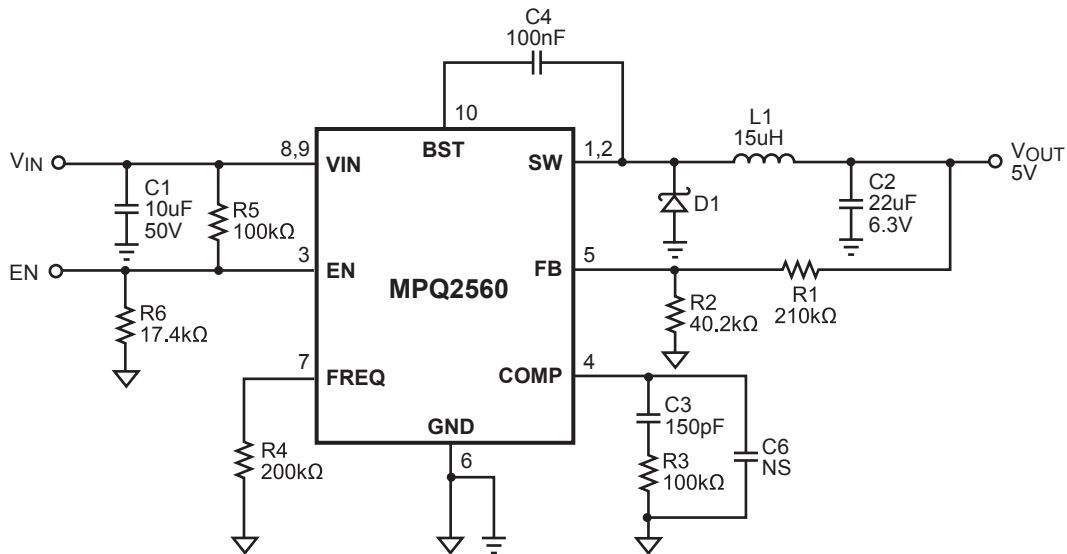 C4
100nF
10
BST
VIN
8,9
VIN
SW
1,2
L1
15uH
VOUT
5V
C1
10uF
50V
R5
100kΩ
D1
C2
22uF
6.3V
EN
3
EN
MPQ2560
FB
5
R1
210kΩ
R2
40.2kΩ
R6
17.4kΩ
7
FREQ
COMP
4
GND
6
R4
200kΩ
C3
150pF
R3
100kΩ
C6
NS